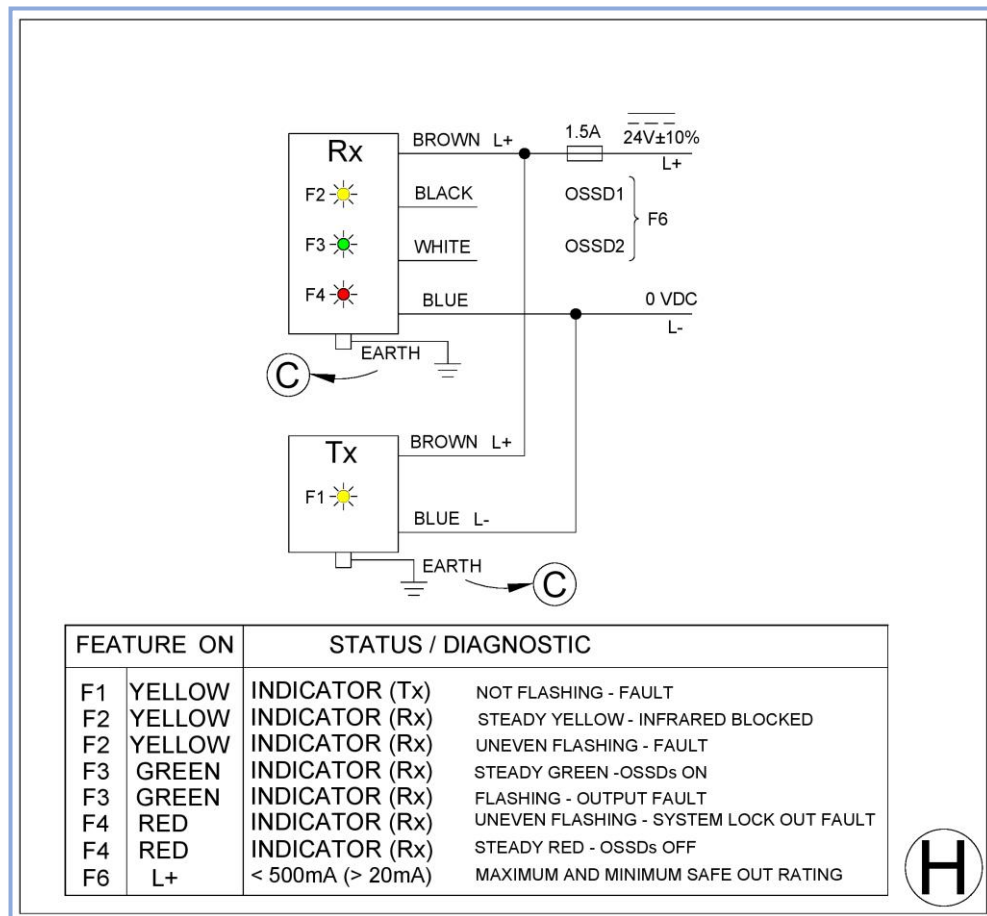 Rx
BROWN L+
1.5A
24V±10%
L+
F2
BLACK
OSSD1
F6
F3
WHITE
OSSD2
F4
BLUE
0 VDC
L-
EARTH
C
Tx
BROWN L+
F1
BLUE L-
EARTH
C
FEATURE ON STATUS / DIAGNOSTIC
F1 YELLOW INDICATOR (Tx) NOT FLASHING - FAULT
F2 YELLOW INDICATOR (Rx) STEADY YELLOW - INFRARED BLOCKED
F2 YELLOW INDICATOR (Rx) UNEVEN FLASHING - FAULT
F3 GREEN INDICATOR (Rx) STEADY GREEN -OSSDs ON
F3 GREEN INDICATOR (Rx) FLASHING - OUTPUT FAULT
F4 RED INDICATOR (Rx) UNEVEN FLASHING - SYSTEM LOCK OUT FAULT
F4 RED INDICATOR (Rx) STEADY RED - OSSDs OFF
F6 L+ < 500mA (> 20mA) MAXIMUM AND MINIMUM SAFE OUT RATING
H